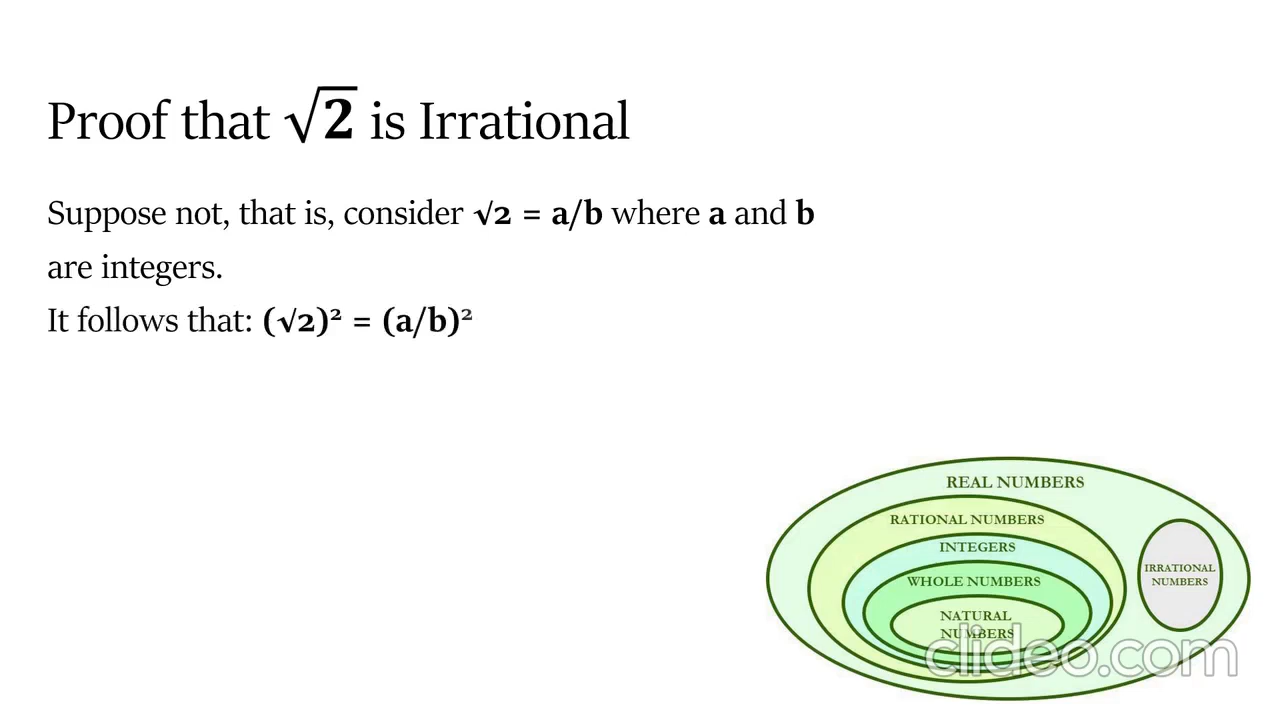 Proof that √2 is Irrational
Suppose not, that is, consider √2 = a/b where a and b
are integers.
It follows that: (√2)² = (a/b)²
REAL NUMBERS
RATIONAL NUMBERS
INTEGERS
WHOLE NUMBERS
NATURAL
NUMBERS
IRRATIONAL
NUMBERS
clideo.com